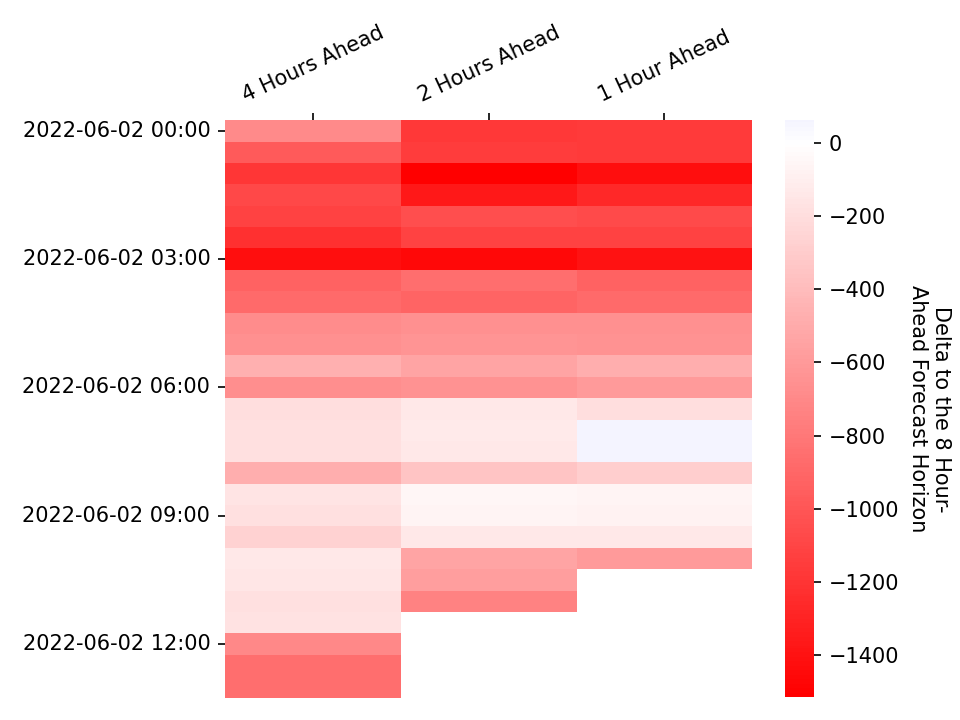 4 Hours Ahead
2 Hours Ahead
1 Hour Ahead
2022-06-02 00:00
2022-06-02 03:00
2022-06-02 06:00
2022-06-02 09:00
2022-06-02 12:00
0
−200
−400
−600
−800
−1000
−1200
−1400
Delta to the 8 Hour-
Ahead Forecast Horizon